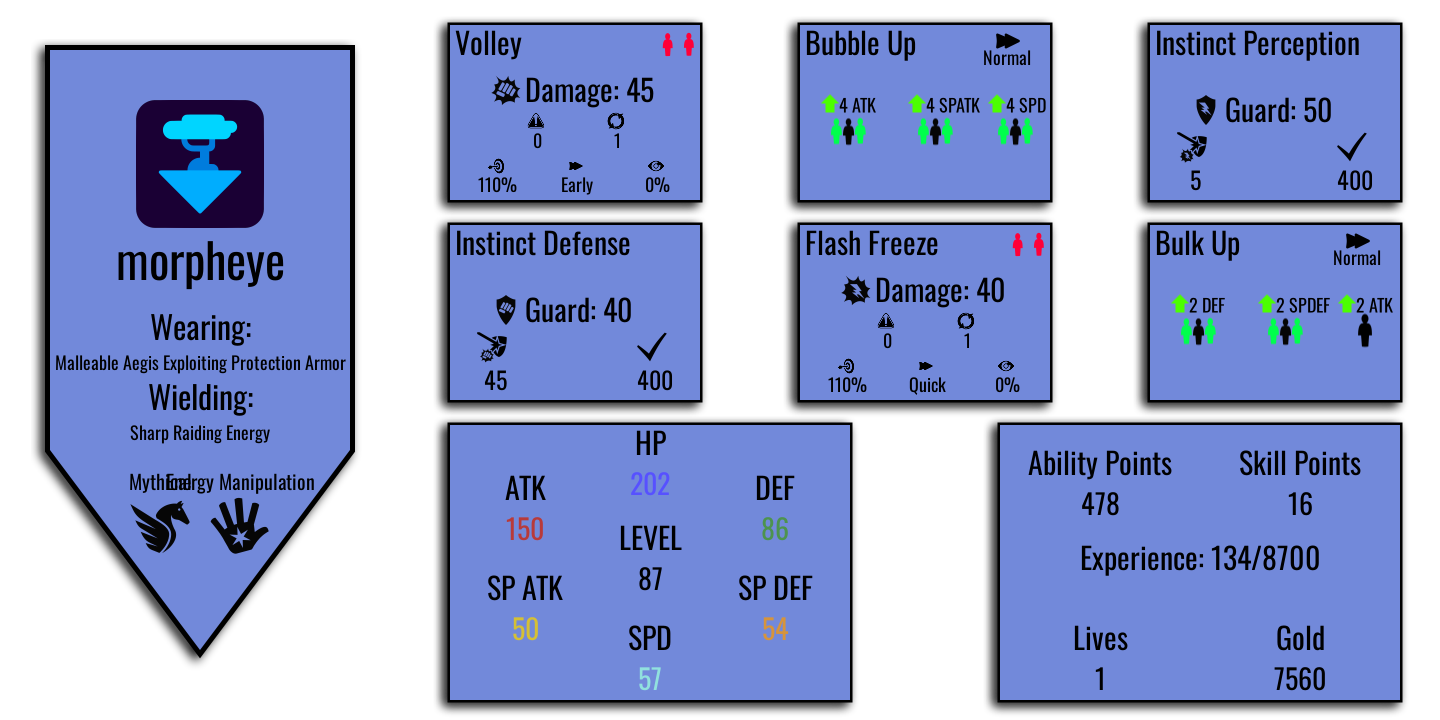 morpheye
Wearing:
Malleable Aegis Exploiting Protection Armor
Wielding:
Sharp Raiding Energy
Mythical
Energy Manipulation
Volley
Damage: 45
0
1
110%
Early
0%
Bubble Up
Normal
4 ATK
4 SPATK
4 SPD
Instinct Perception
Guard: 50
5
400
Instinct Defense
Guard: 40
45
400
Flash Freeze
Damage: 40
0
1
110%
Quick
0%
Bulk Up
Normal
2 DEF
2 SPDEF
2 ATK
HP
202
ATK
150
DEF
86
LEVEL
87
SP ATK
50
SP DEF
54
SPD
57
Ability Points
478
Skill Points
16
Experience: 134/8700
Lives
1
Gold
7560